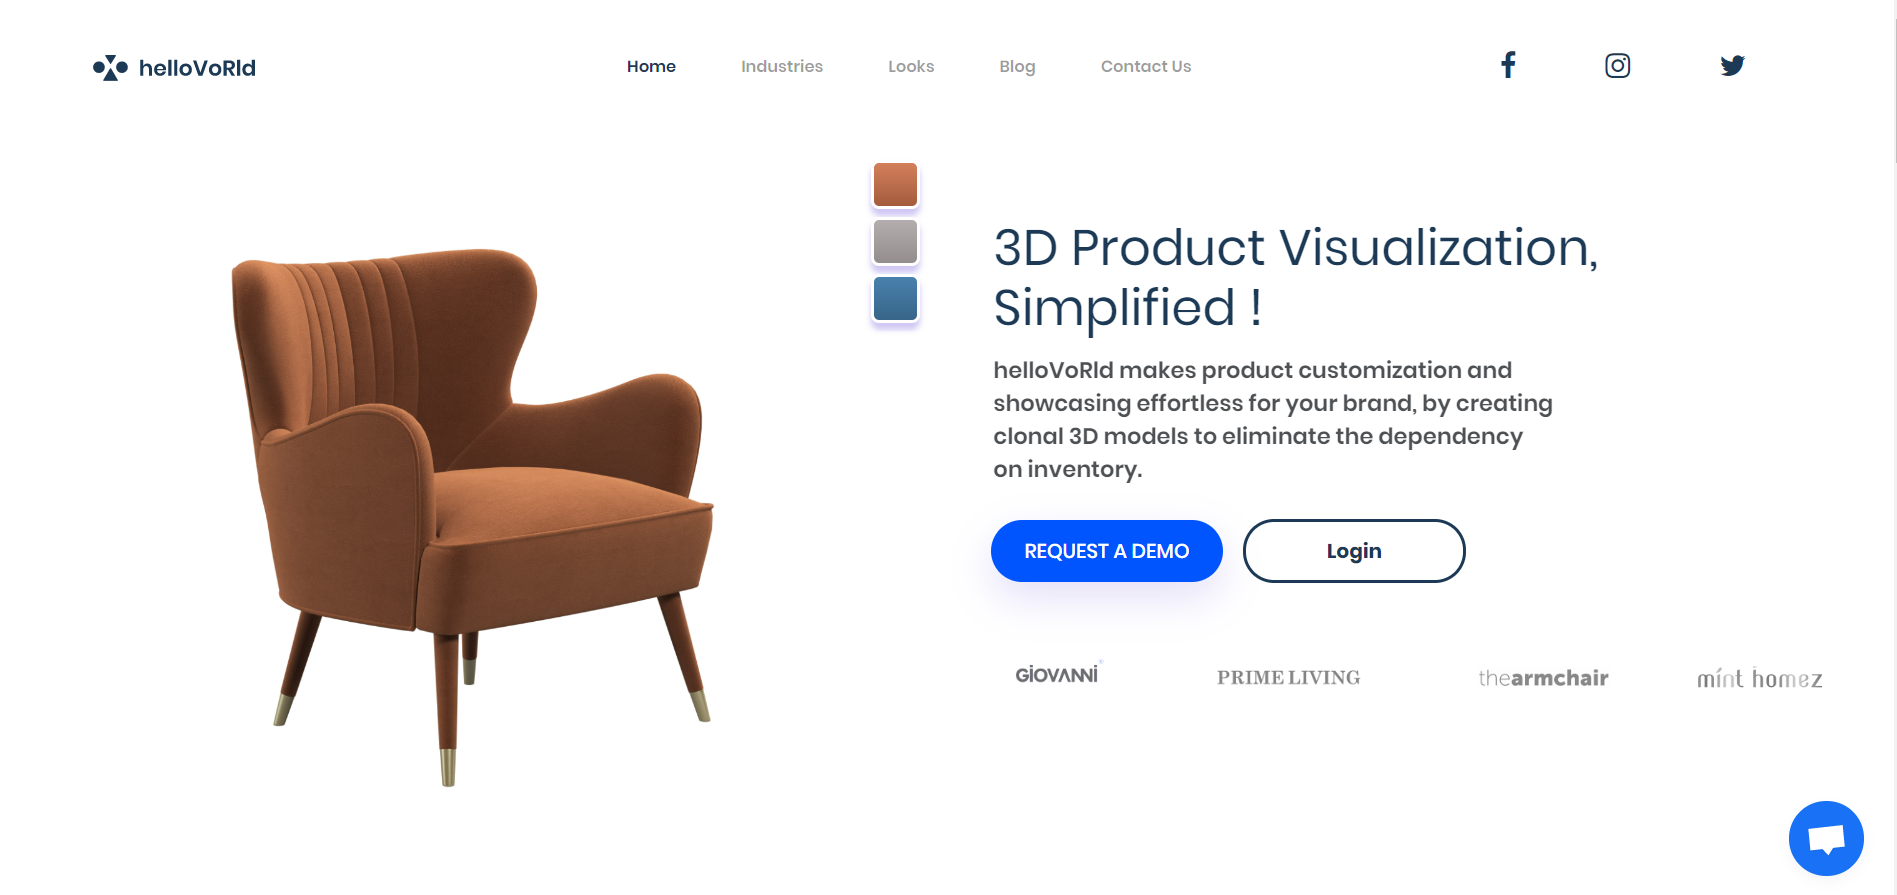 helloVoRld
Home
Industries
Looks
Blog
Contact Us
3D Product Visualization,
Simplified !
helloVoRld makes product customization and
showcasing effortless for your brand, by creating
clonal 3D models to eliminate the dependency
on inventory.
REQUEST A DEMO
Login
GIOVANNI
PRIME LIVING
thearmchair
mint homez